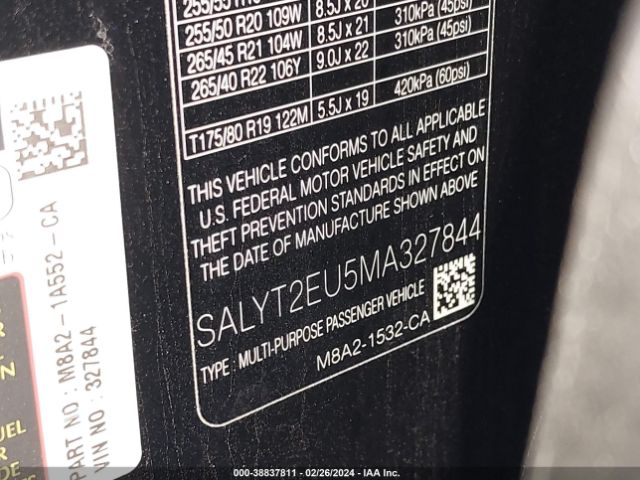 255/50 R20 109W 8.5J x 20
265/45 R21 104W 8.5J x 21 310kPa (45psi)
265/40 R22 106Y 9.0J x 22 310kPa (45psi)
T175/80 R19 122M 5.5J x 19 420kPa (60psi)
THIS VEHICLE CONFORMS TO ALL APPLICABLE
U.S. FEDERAL MOTOR VEHICLE SAFETY AND
THEFT PREVENTION STANDARDS IN EFFECT ON
THE DATE OF MANUFACTURE SHOWN ABOVE
SALYT2EU5MA327844
TYPE : MULTI-PURPOSE PASSENGER VEHICLE
M8A2-1532-CA
PART NO : M8A2-1A552-CA
VIN NO : 327844
000-38837811 - 02/26/2024 - IAA Inc.